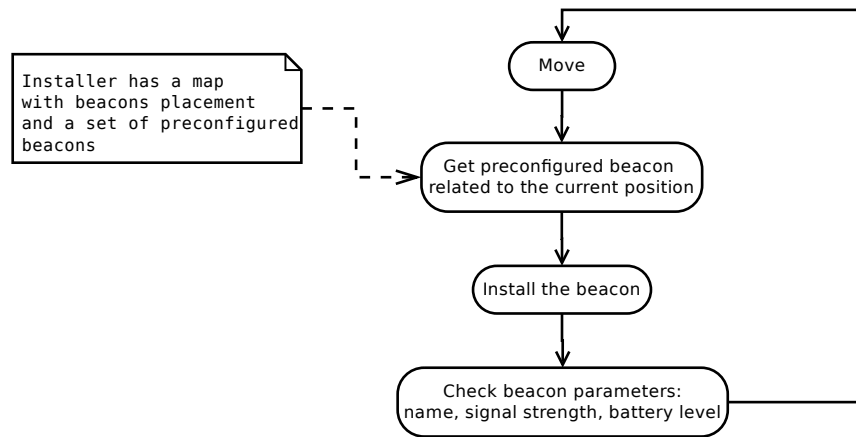 Move
Installer has a map
with beacons placement
and a set of preconfigured
beacons
Get preconfigured beacon
related to the current position
Install the beacon
Check beacon parameters:
name, signal strength, battery level